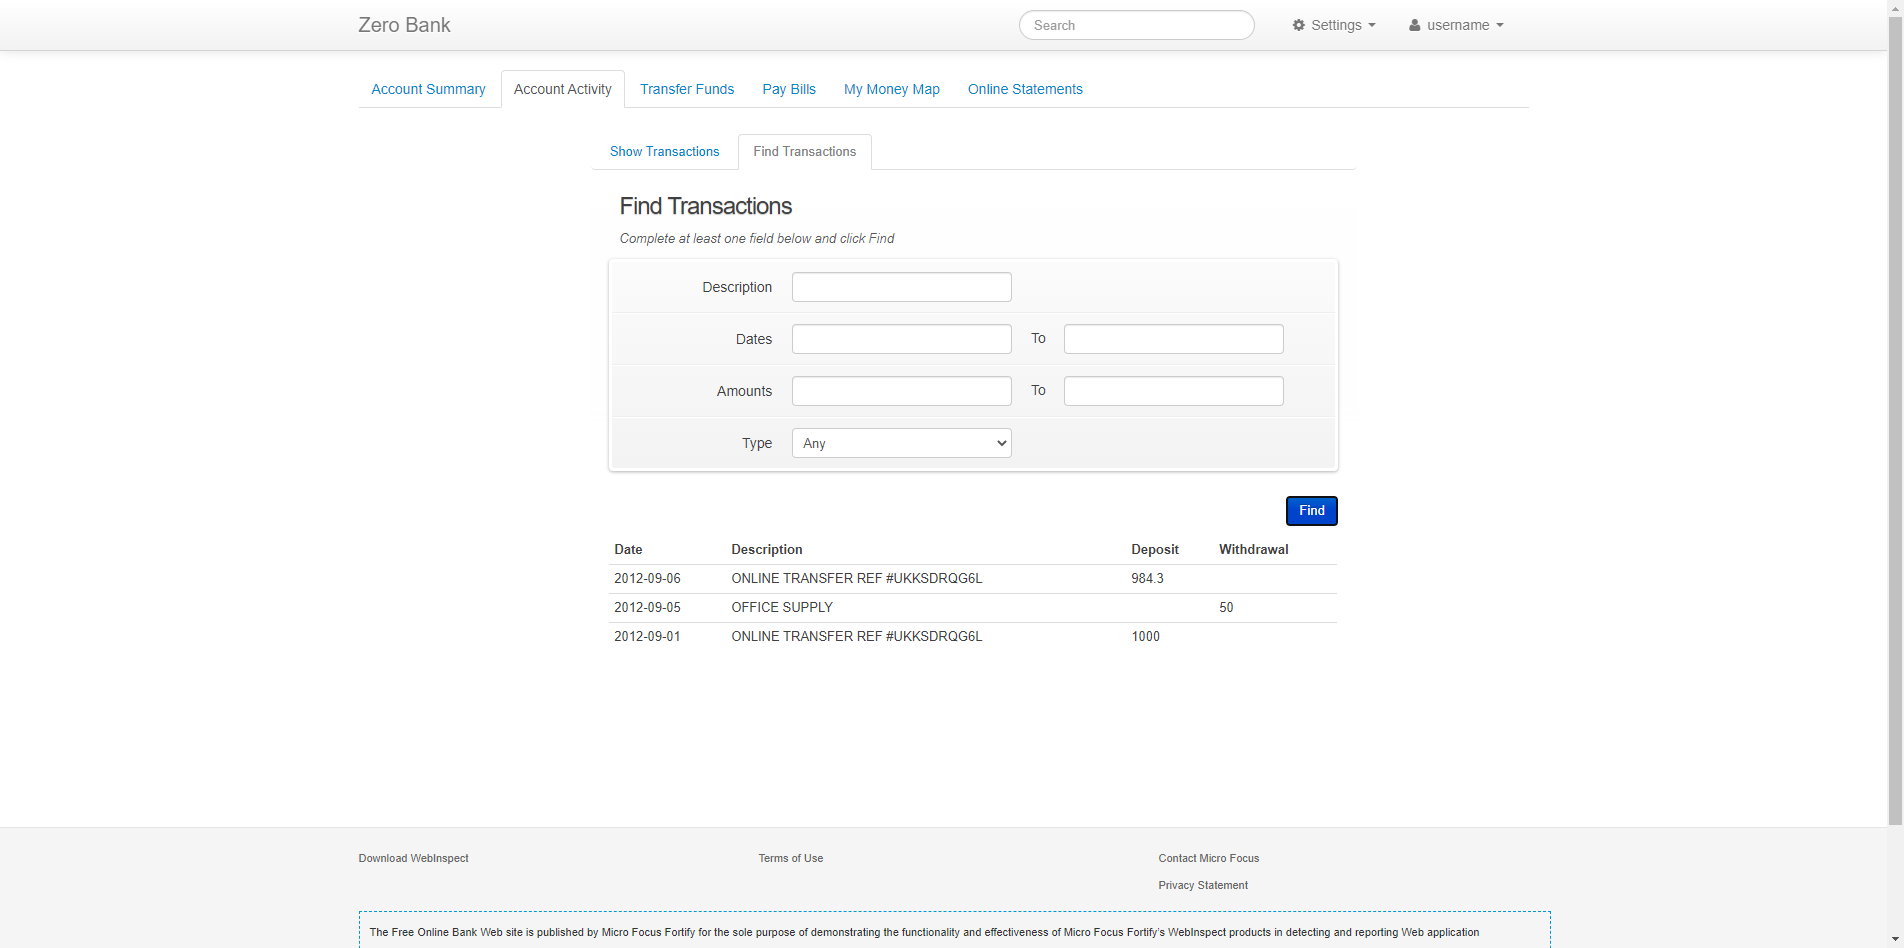 Zero Bank
Search
Settings
username
Account Summary
Account Activity
Transfer Funds
Pay Bills
My Money Map
Online Statements
Show Transactions
Find Transactions
Find Transactions
Complete at least one field below and click Find
Description
Dates
To
Amounts
To
Type
Any
Find
Date Description Deposit Withdrawal
2012-09-06 ONLINE TRANSFER REF #UKKSDRQG6L 984.3
2012-09-05 OFFICE SUPPLY 50
2012-09-01 ONLINE TRANSFER REF #UKKSDRQG6L 1000
Download WebInspect
Terms of Use
Contact Micro Focus
Privacy Statement
The Free Online Bank Web site is published by Micro Focus Fortify for the sole purpose of demonstrating the functionality and effectiveness of Micro Focus Fortify's WebInspect products in detecting and reporting Web application